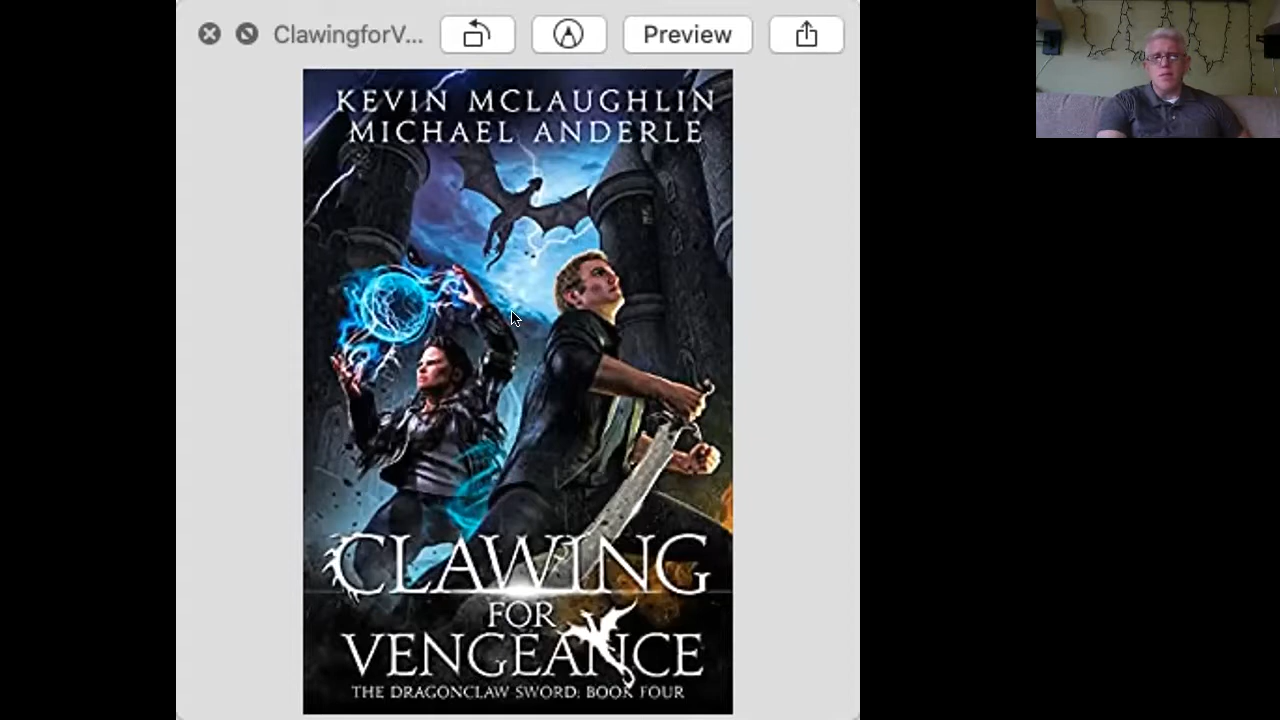 ClawingforV...
Preview
KEVIN MCLAUGHLIN
MICHAEL ANDERLE
CLAWING
FOR
VENGEANCE
THE DRAGONCLAW SWORD: BOOK FOUR